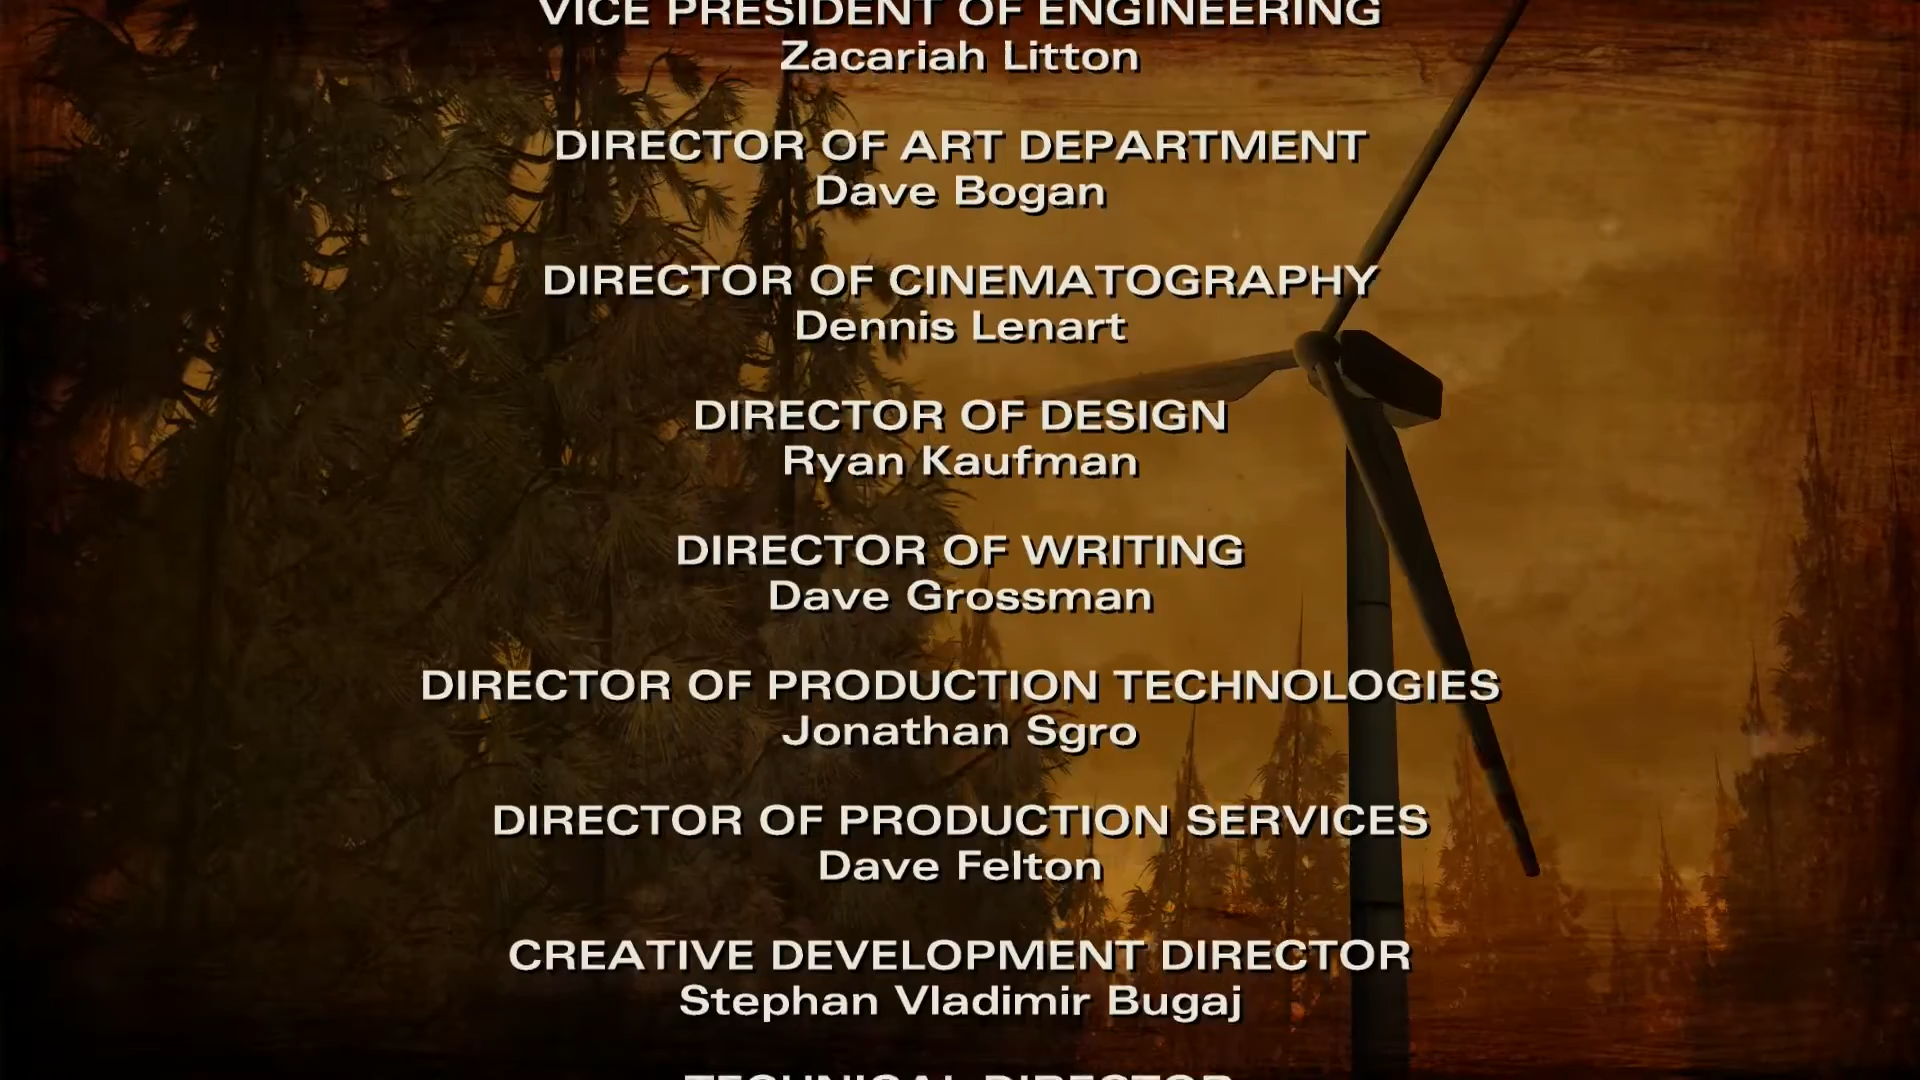 VICE PRESIDENT OF ENGINEERING
Zacariah Litton
DIRECTOR OF ART DEPARTMENT
Dave Bogan
DIRECTOR OF CINEMATOGRAPHY
Dennis Lenart
DIRECTOR OF DESIGN
Ryan Kaufman
DIRECTOR OF WRITING
Dave Grossman
DIRECTOR OF PRODUCTION TECHNOLOGIES
Jonathan Sgro
DIRECTOR OF PRODUCTION SERVICES
Dave Felton
CREATIVE DEVELOPMENT DIRECTOR
Stephan Vladimir Bugaj
TECHNICAL DIRECTOR